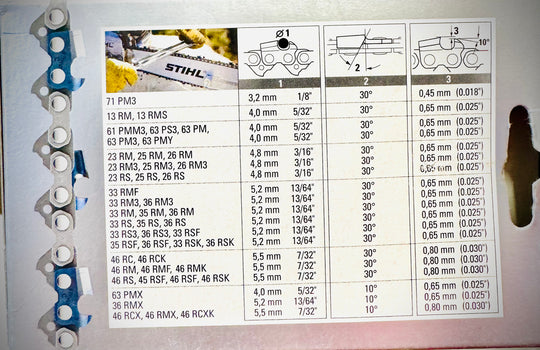 STIHL
Ø 1
2
3
10°
1 2 3
71 PM3 3,2 mm 1/8" 30° 0,45 mm (0.018")
13 RM, 13 RMS 4,0 mm 5/32" 30° 0,65 mm (0.025")
61 PMM3, 63 PS3, 63 PM, 4,0 mm 5/32" 30° 0,65 mm (0.025")
63 PM3, 63 PMY 4,0 mm 5/32" 30° 0,65 mm (0.025")
23 RM, 25 RM, 26 RM 4,8 mm 3/16" 30° 0,65 mm (0.025")
23 RM3, 25 RM3, 26 RM3 4,8 mm 3/16" 30° 0,65 mm (0.025")
23 RS, 25 RS, 26 RS 4,8 mm 3/16" 30° 0,65 mm (0.025")
33 RMF 5,2 mm 13/64" 30° 0,65 mm (0.025")
33 RM3, 36 RM3 5,2 mm 13/64" 30° 0,65 mm (0.025")
33 RM, 35 RM, 36 RM 5,2 mm 13/64" 30° 0,65 mm (0.025")
33 RS, 35 RS, 36 RS 5,2 mm 13/64" 30° 0,65 mm (0.025")
33 RS3, 36 RS3, 33 RSF 5,2 mm 13/64" 30° 0,65 mm (0.025")
35 RSF, 36 RSF, 33 RSK, 36 RSK 5,2 mm 13/64" 30° 0,65 mm (0.025")
46 RC, 46 RCK 5,5 mm 7/32" 30° 0,80 mm (0.030")
46 RM, 46 RMF, 46 RMK 5,5 mm 7/32" 30° 0,80 mm (0.030")
46 RS, 45 RSF, 46 RSF, 46 RSK 5,5 mm 7/32" 30° 0,80 mm (0.030")
63 PMX 4,0 mm 5/32" 10° 0,65 mm (0.025")
36 RMX 5,2 mm 13/64" 10° 0,65 mm (0.025")
46 RCX, 46 RMX, 46 RCXK 5,5 mm 7/32" 10° 0,80 mm (0.030")